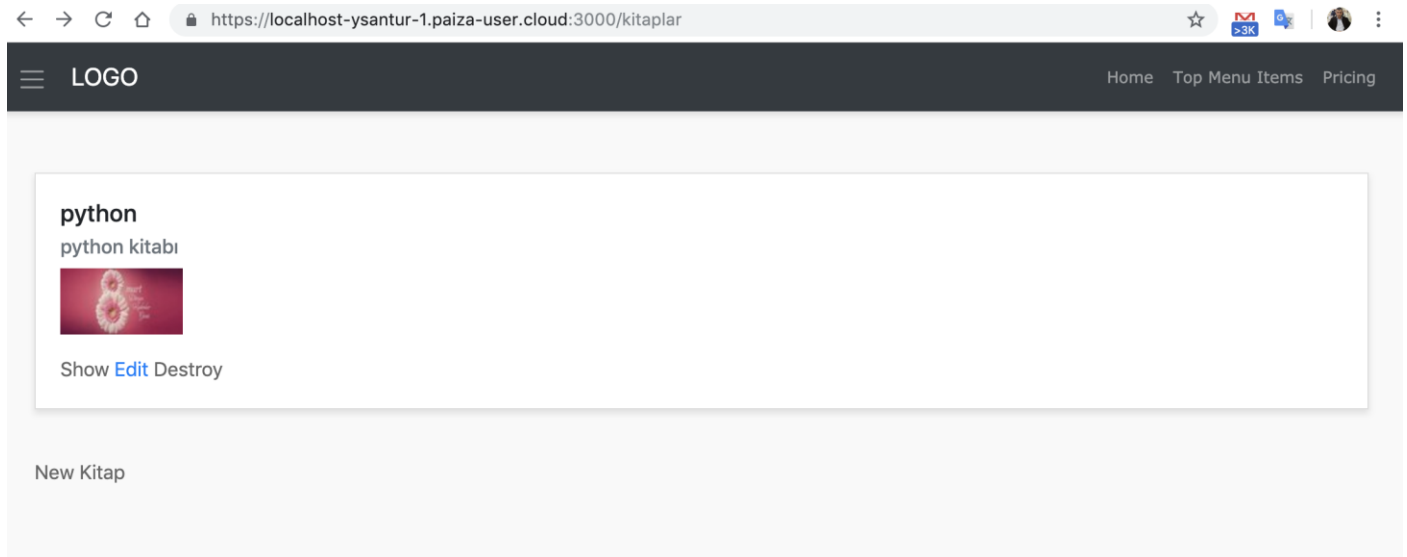 https://localhost-ysantur-1.paiza-user.cloud:3000/kitaplar
>3K
LOGO
Home Top Menu Items Pricing
python
python kitabı
Show Edit Destroy
New Kitap